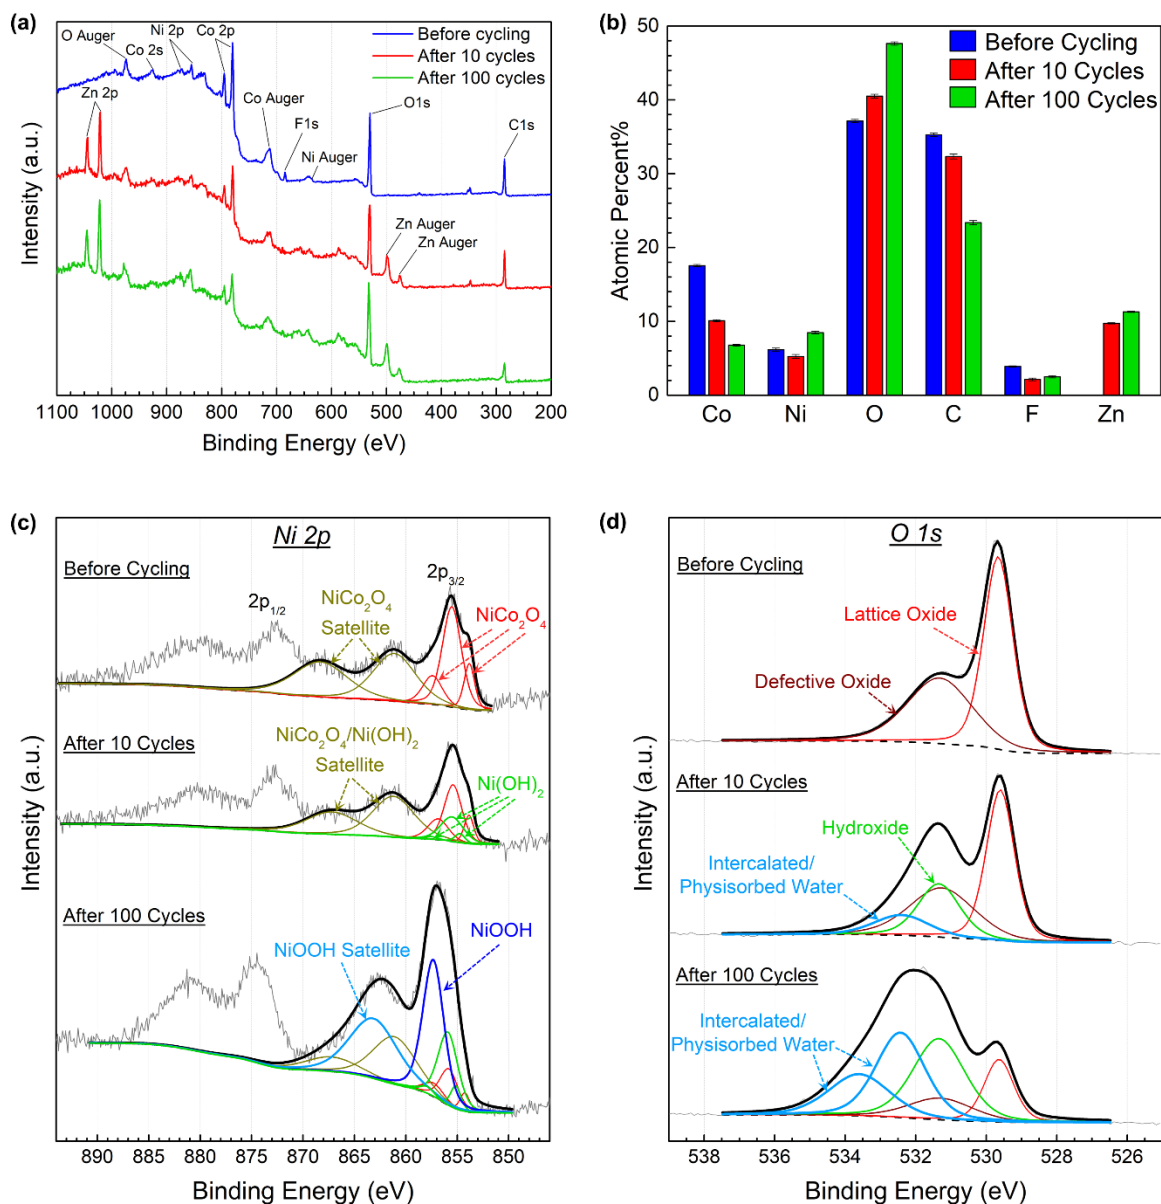 (a)
O Auger
Co 2s
Ni 2p
Co 2p
Before cycling
After 10 cycles
After 100 cycles
Zn 2p
Co Auger
F1s
Ni Auger
O1s
C1s
Zn Auger
Zn Auger
Intensity (a.u.)
1100 1000 900 800 700 600 500 400 300 200
Binding Energy (eV)
(b)
Before Cycling
After 10 Cycles
After 100 Cycles
Atomic Percent%
50
40
30
20
10
0
Co Ni O C F Zn
(c)
Ni 2p
Before Cycling
2p1/2
NiCo2O4
Satellite
2p3/2
NiCo2O4
After 10 Cycles
NiCo2O4/Ni(OH)2
Satellite
Ni(OH)2
After 100 Cycles
NiOOH Satellite
NiOOH
Intensity (a.u.)
890 885 880 875 870 865 860 855 850
Binding Energy (eV)
(d)
O 1s
Before Cycling
Lattice Oxide
Defective Oxide
After 10 Cycles
Hydroxide
Intercalated/
Physisorbed Water
After 100 Cycles
Intercalated/
Physisorbed Water
Intensity (a.u.)
538 536 534 532 530 528 526
Binding Energy (eV)